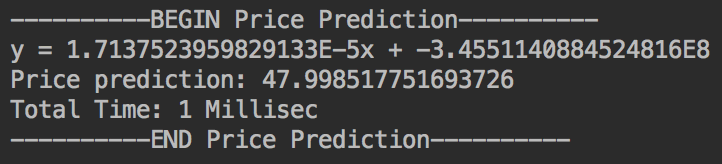 ----------BEGIN Price Prediction----------
y = 1.7137523959829133E-5x + -3.4551140884524816E8
Price prediction: 47.998517751693726
Total Time: 1 Millisec
----------END Price Prediction----------